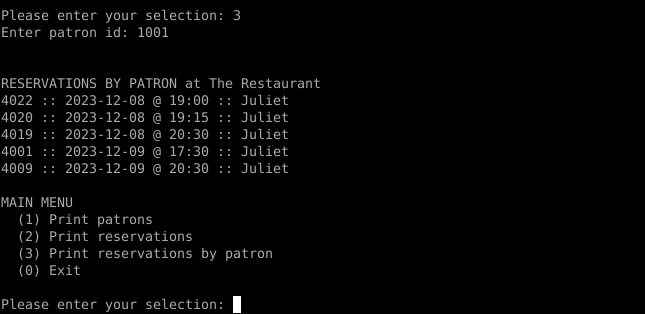 Please enter your selection: 3
Enter patron id: 1001
RESERVATIONS BY PATRON at The Restaurant
4022 :: 2023-12-08 @ 19:00 :: Juliet
4020 :: 2023-12-08 @ 19:15 :: Juliet
4019 :: 2023-12-08 @ 20:30 :: Juliet
4001 :: 2023-12-09 @ 17:30 :: Juliet
4009 :: 2023-12-09 @ 20:30 :: Juliet
MAIN MENU
(1) Print patrons
(2) Print reservations
(3) Print reservations by patron
(0) Exit
Please enter your selection: